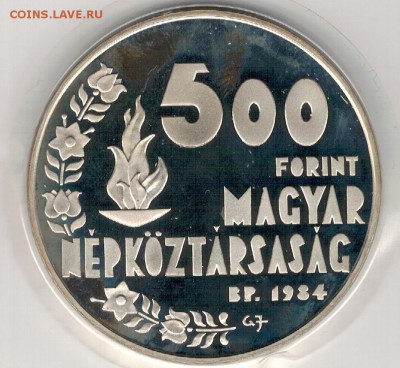 COINS.LAVE.RU
500
FORINT
MAGYAR
NÉPKÖZTÁRSASÁG
BP. 1984